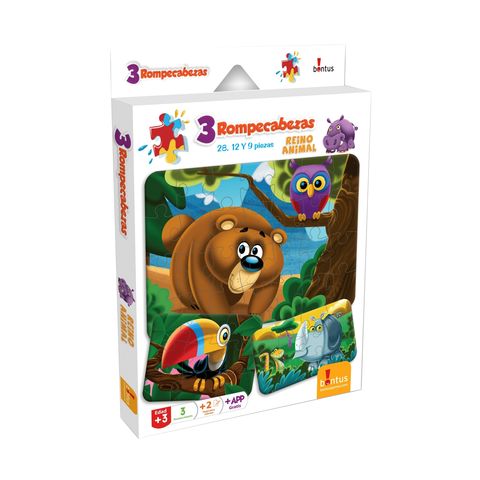 3 Rompecabezas
bontus
3 Rompecabezas
28, 12 Y 9 piezas
REINO
ANIMAL
3 Rompecabezas
REINO
ANIMAL
bontus
Edad
+3
3
+2
+APP
Gratis